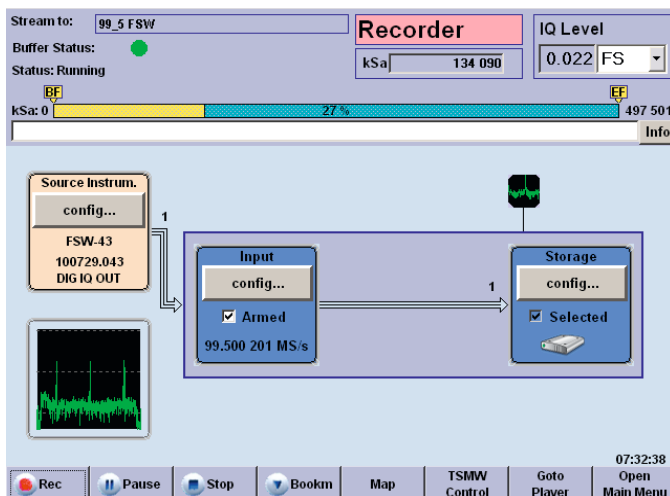 Stream to: 99_5 FSW
Buffer Status:
Status: Running
Recorder
kSa 134 090
IQ Level
0.022 FS
BF EF
kSa: 0 27 % 497 501
Info
Source Instrum.
config...
FSW-43
100729.043
DIG IQ OUT
1
Input
config...
Armed
99.500 201 MS/s
1
Storage
config...
Selected
07:32:38
Rec
Pause
Stop
Bookm
Map
TSMW
Control
Goto
Player
Open
Main Menu